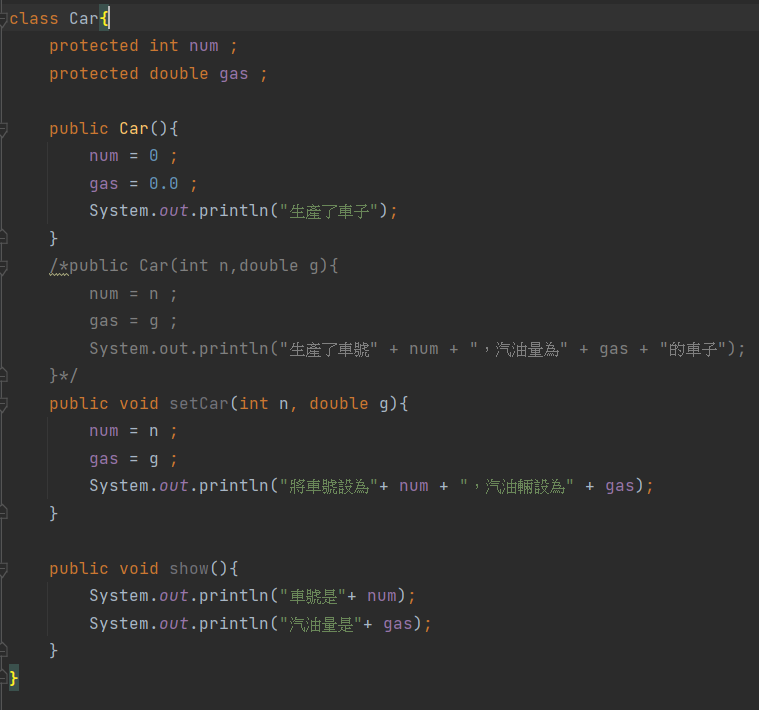 class Car{
protected int num ;
protected double gas ;
public Car(){
num = 0 ;
gas = 0.0 ;
System.out.println("生產了車子");
}
/*public Car(int n,double g){
num = n ;
gas = g ;
System.out.println("生產了車號" + num + "，汽油量為" + gas + "的車子");
}*/
public void setCar(int n, double g){
num = n ;
gas = g ;
System.out.println("將車號設為"+ num + "，汽油輛設為" + gas);
}
public void show(){
System.out.println("車號是"+ num);
System.out.println("汽油量是"+ gas);
}
}